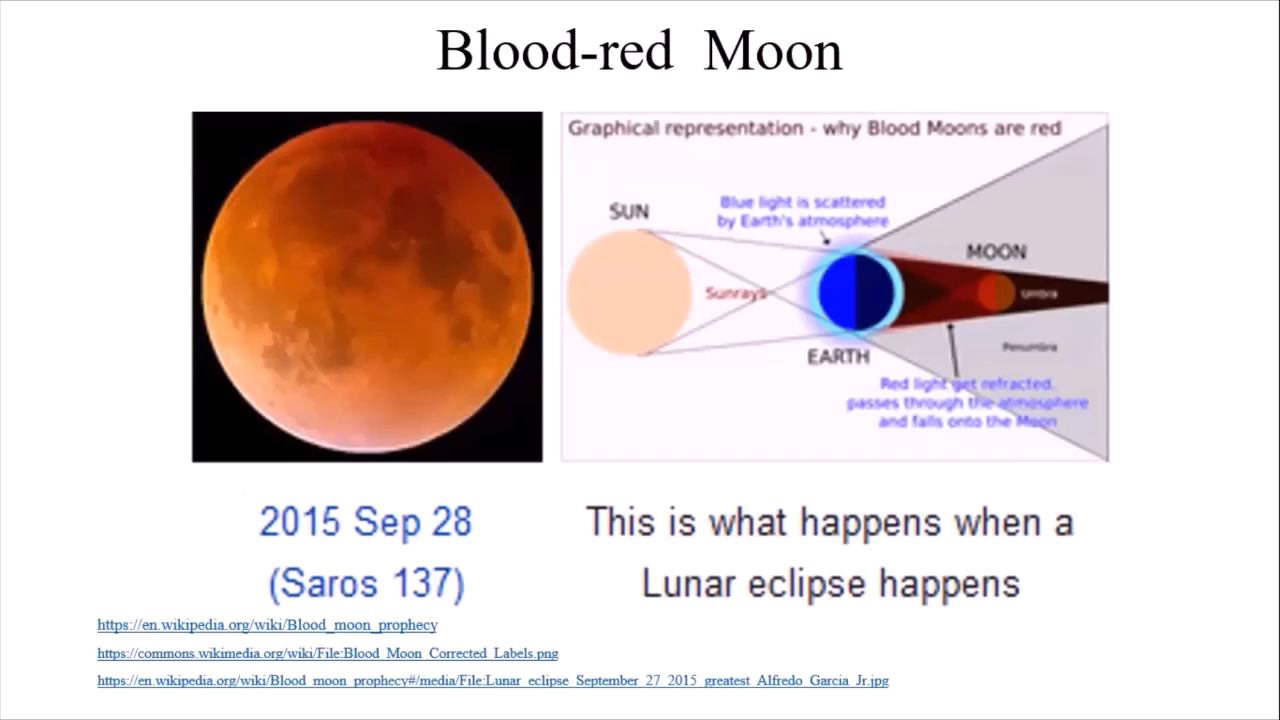 Blood-red Moon
Graphical representation - why Blood Moons are red
Blue light is scattered
by Earth's atmosphere
SUN
MOON
Sunrays
Umbra
EARTH
Penumbra
Red light get refracted,
passes through the atmosphere
and falls onto the Moon
2015 Sep 28
(Saros 137)
This is what happens when a
Lunar eclipse happens
https://en.wikipedia.org/wiki/Blood_moon_prophecy
https://commons.wikimedia.org/wiki/File:Blood_Moon_Corrected_Labels.png
https://en.wikipedia.org/wiki/Blood_moon_prophecy#/media/File:Lunar_eclipse_September_27_2015_greatest_Alfredo_Garcia_Jr.jpg